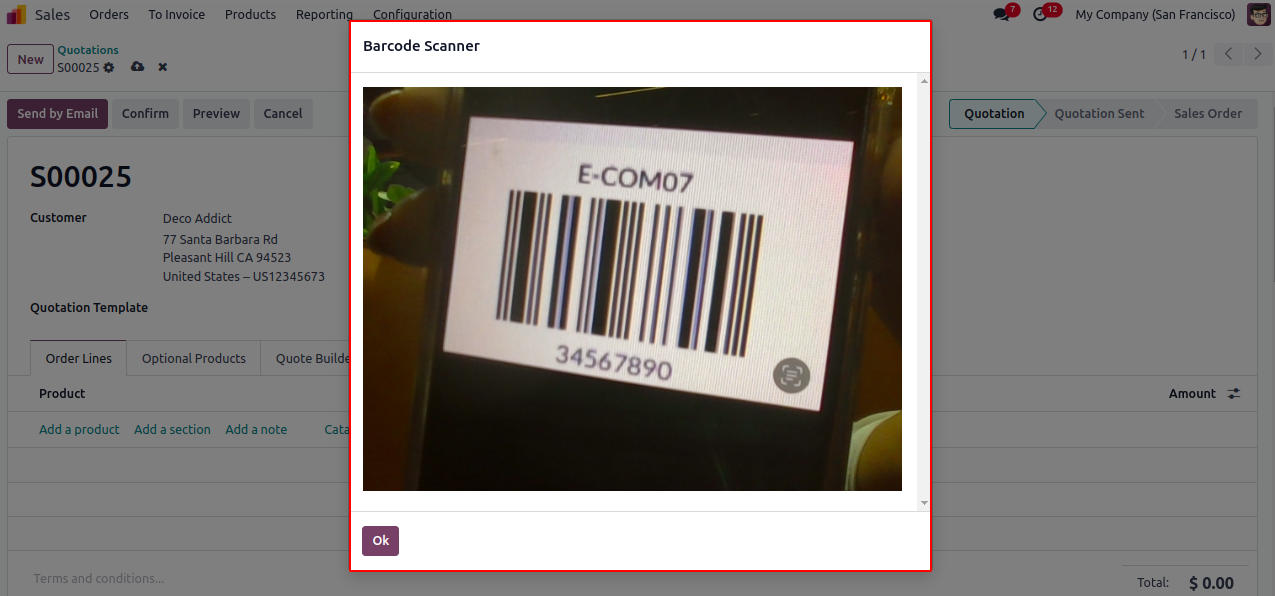 Sales Orders To Invoice Products Reporting Configuration 7 12 My Company (San Francisco)
New Quotations
S00025
1 / 1
Send by Email Confirm Preview Cancel Quotation Quotation Sent Sales Order
S00025
Customer Deco Addict
77 Santa Barbara Rd
Pleasant Hill CA 94523
United States – US12345673
Quotation Template
Order Lines Optional Products Quote Builde
Product Amount
Add a product Add a section Add a note Cata
Terms and conditions...
Total: $ 0.00
Barcode Scanner
E-COM07
34567890
Ok